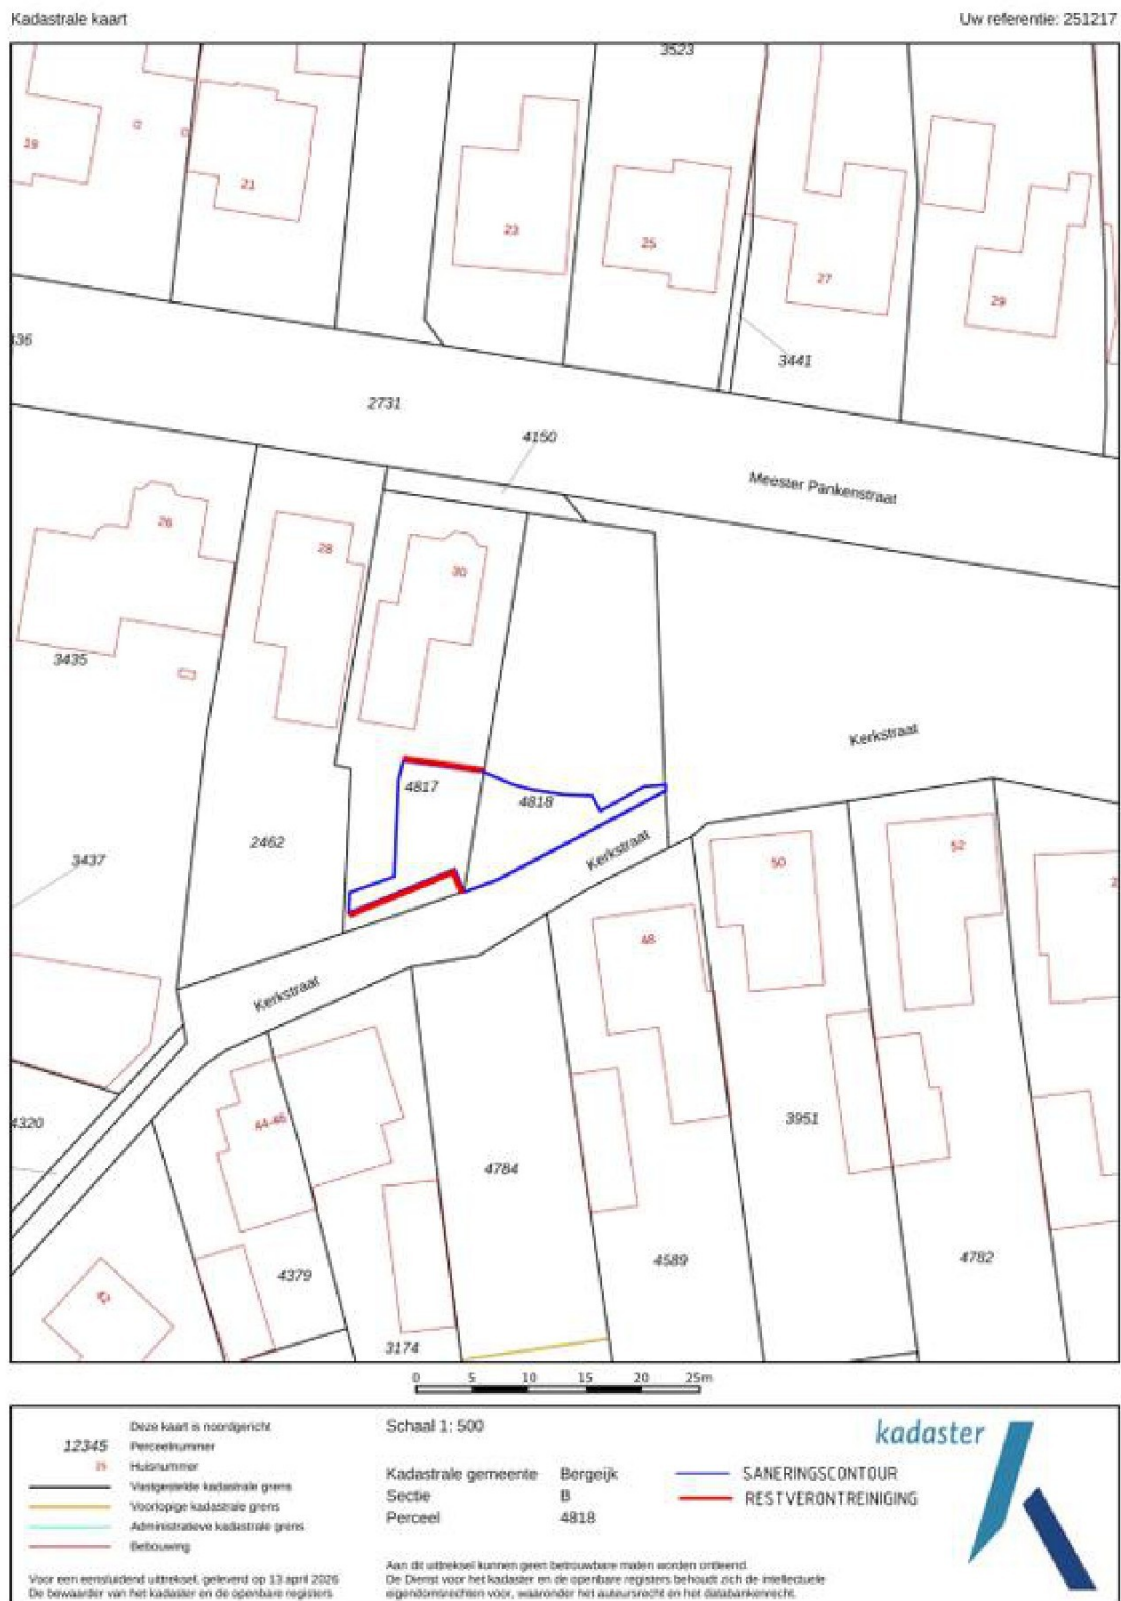 Kadastrale kaart
Uw referentie: 251217
3523
19
21
23
25
27
29
3441
2731
4150
Meester Pankenstraat
26
28
30
3435
Kerkstraat
4817
4818
2462
3437
Kerkstraat
50
52
48
Kerkstraat
4320
44-46
3951
4784
4589
4782
4379
3174
0 5 10 15 20 25m
Deze kaart is noordgericht
12345 Perceelnummer
25 Huisnummer
Vastgestelde kadastrale grens
Voorlopige kadastrale grens
Administratieve kadastrale grens
Bebouwing
Voor een eensluidend uittreksel, geleverd op 13 april 2026
De bewaarder van het kadaster en de openbare registers
Schaal 1: 500
Kadastrale gemeente Bergeijk
Sectie B
Perceel 4818
SANERINGSCONTOUR
RESTVERONTREINIGING
kadaster
Aan dit uittreksel kunnen geen betrouwbare maten worden ontleend.
De Dienst voor het kadaster en de openbare registers behoudt zich de intellectuele
eigendomsrechten voor, waaronder het auteursrecht en het databankenrecht.